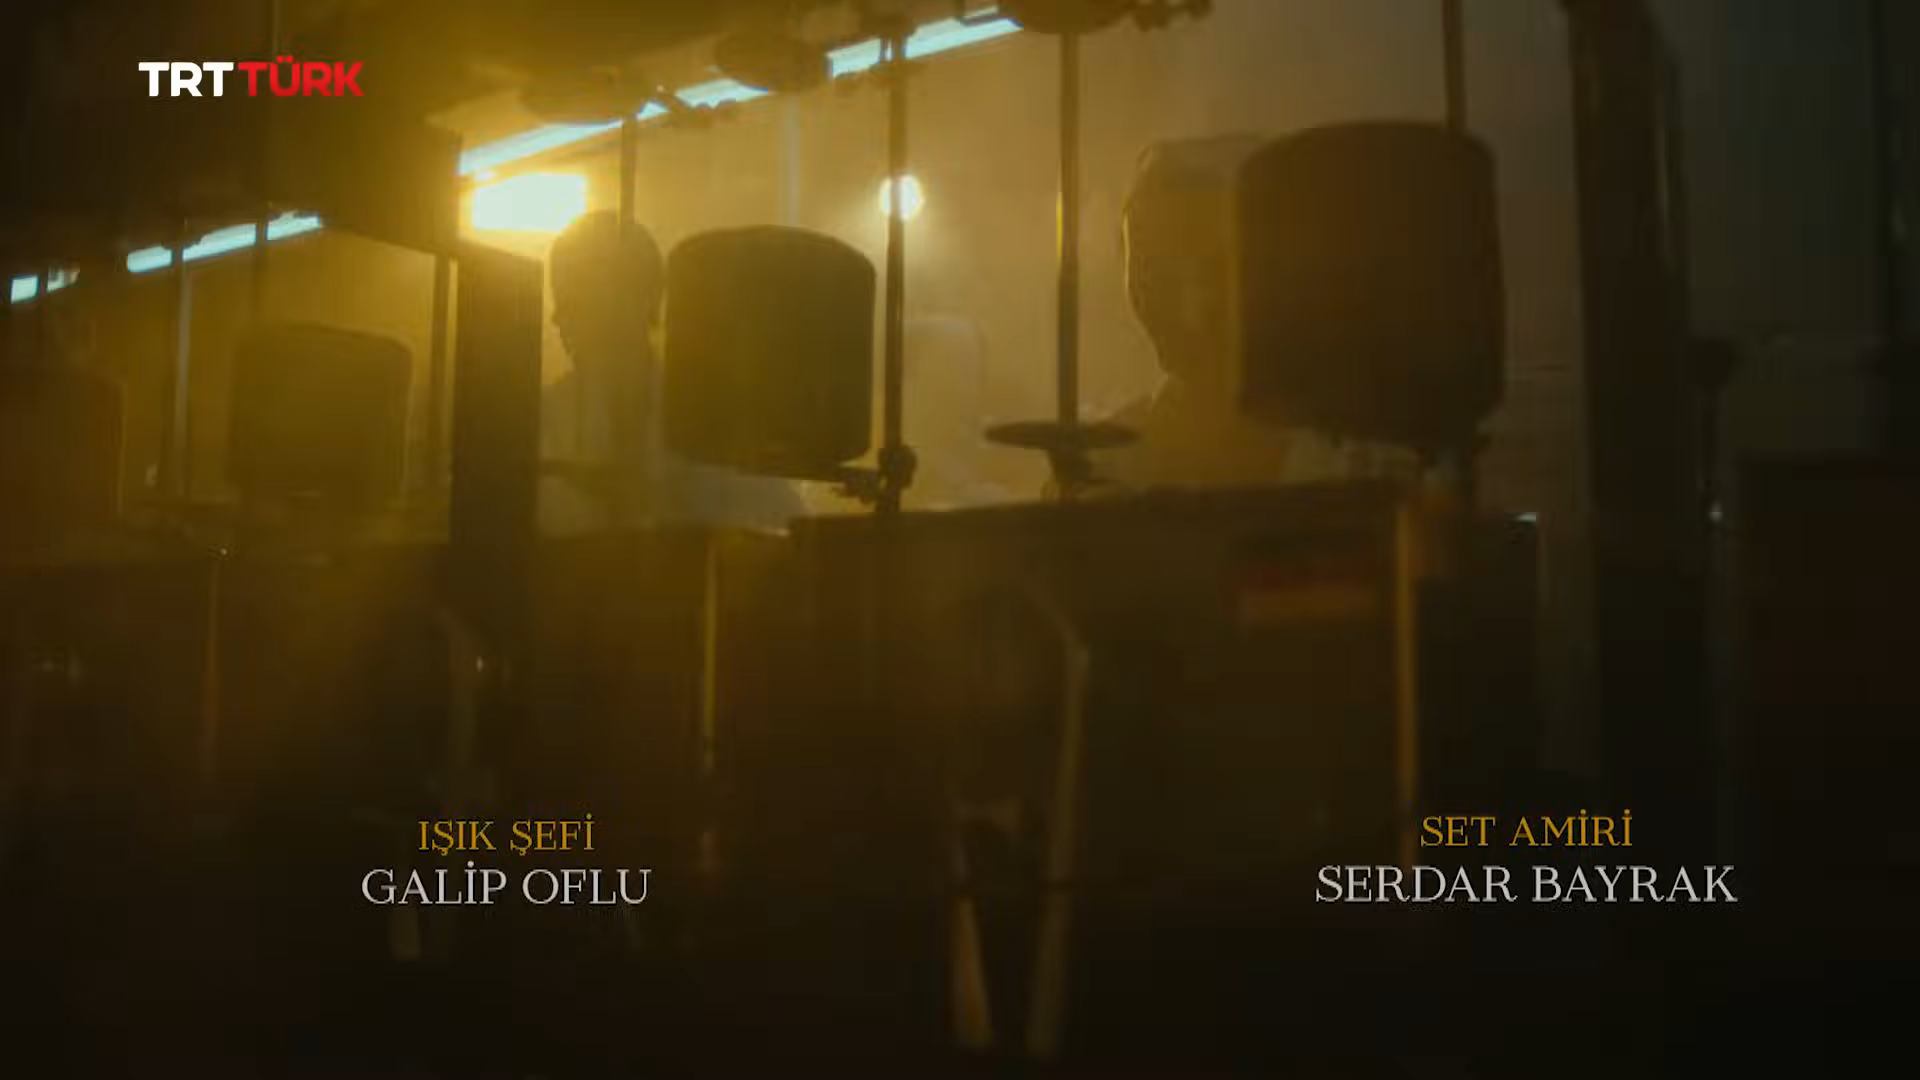 TRT TÜRK
IŞIK ŞEFİ
GALİP OFLU
SET AMİRİ
SERDAR BAYRAK